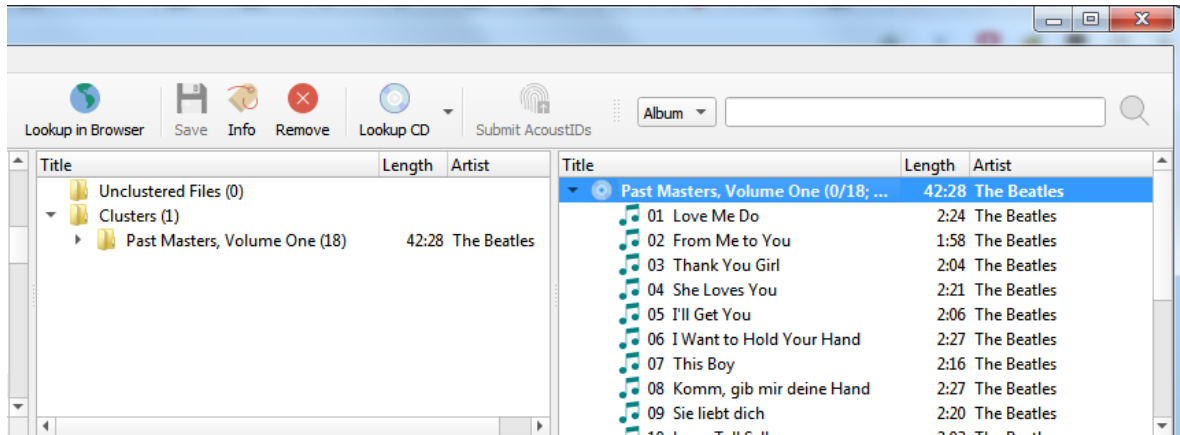 Lookup in Browser Save Info Remove Lookup CD Submit AcoustIDs Album
Title Length Artist
Unclustered Files (0)
Clusters (1)
Past Masters, Volume One (18) 42:28 The Beatles
Title Length Artist
Past Masters, Volume One (0/18; ... 42:28 The Beatles
01 Love Me Do 2:24 The Beatles
02 From Me to You 1:58 The Beatles
03 Thank You Girl 2:04 The Beatles
04 She Loves You 2:21 The Beatles
05 I'll Get You 2:06 The Beatles
06 I Want to Hold Your Hand 2:27 The Beatles
07 This Boy 2:16 The Beatles
08 Komm, gib mir deine Hand 2:27 The Beatles
09 Sie liebt dich 2:20 The Beatles